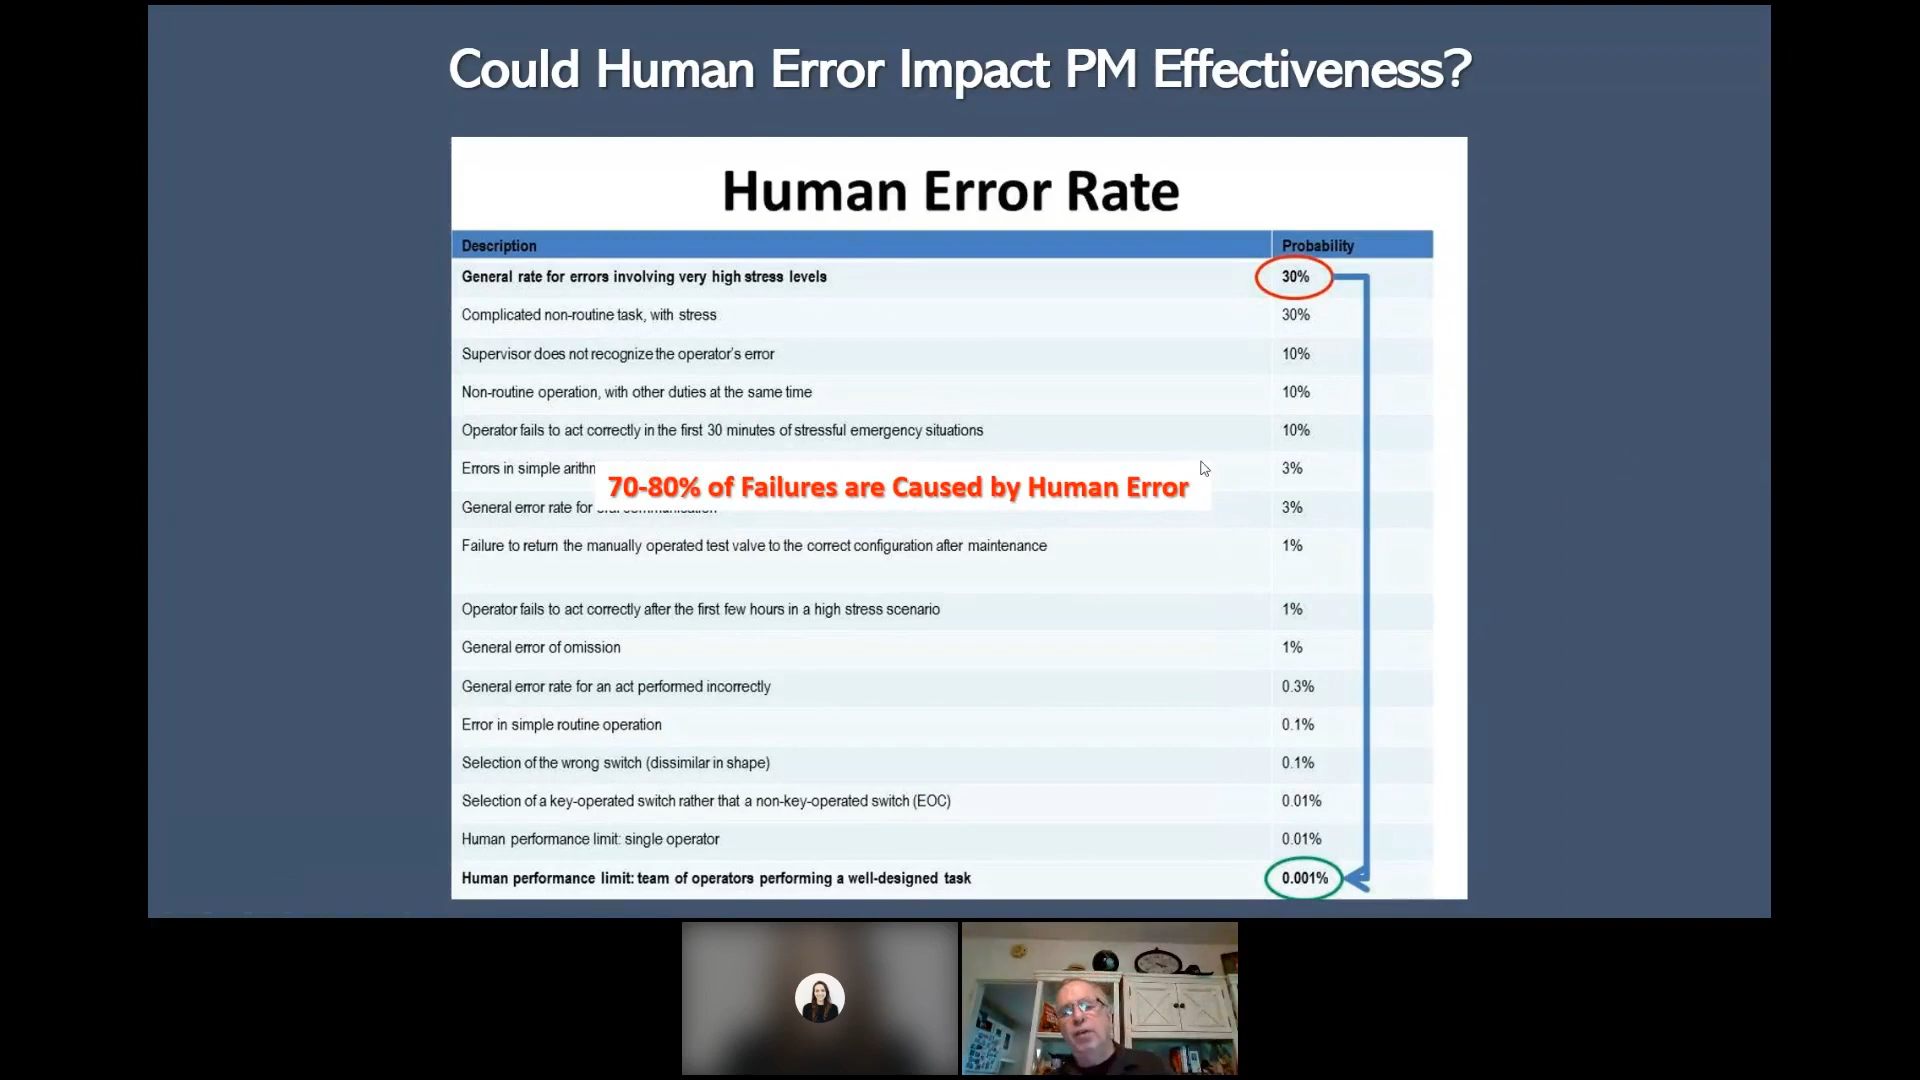 Could Human Error Impact PM Effectiveness?
Human Error Rate
Description Probability
General rate for errors involving very high stress levels 30%
Complicated non-routine task, with stress 30%
Supervisor does not recognize the operator's error 10%
Non-routine operation, with other duties at the same time 10%
Operator fails to act correctly in the first 30 minutes of stressful emergency situations 10%
Errors in simple 3%
70-80% of Failures are Caused by Human Error
General error rate for 3%
Failure to return the manually operated test valve to the correct configuration after maintenance 1%
Operator fails to act correctly after the first few hours in a high stress scenario 1%
General error of omission 1%
General error rate for an act performed incorrectly 0.3%
Error in simple routine operation 0.1%
Selection of the wrong switch (dissimilar in shape) 0.1%
Selection of a key-operated switch rather that a non-key-operated switch (EOC) 0.01%
Human performance limit: single operator 0.01%
Human performance limit: team of operators performing a well-designed task 0.001%